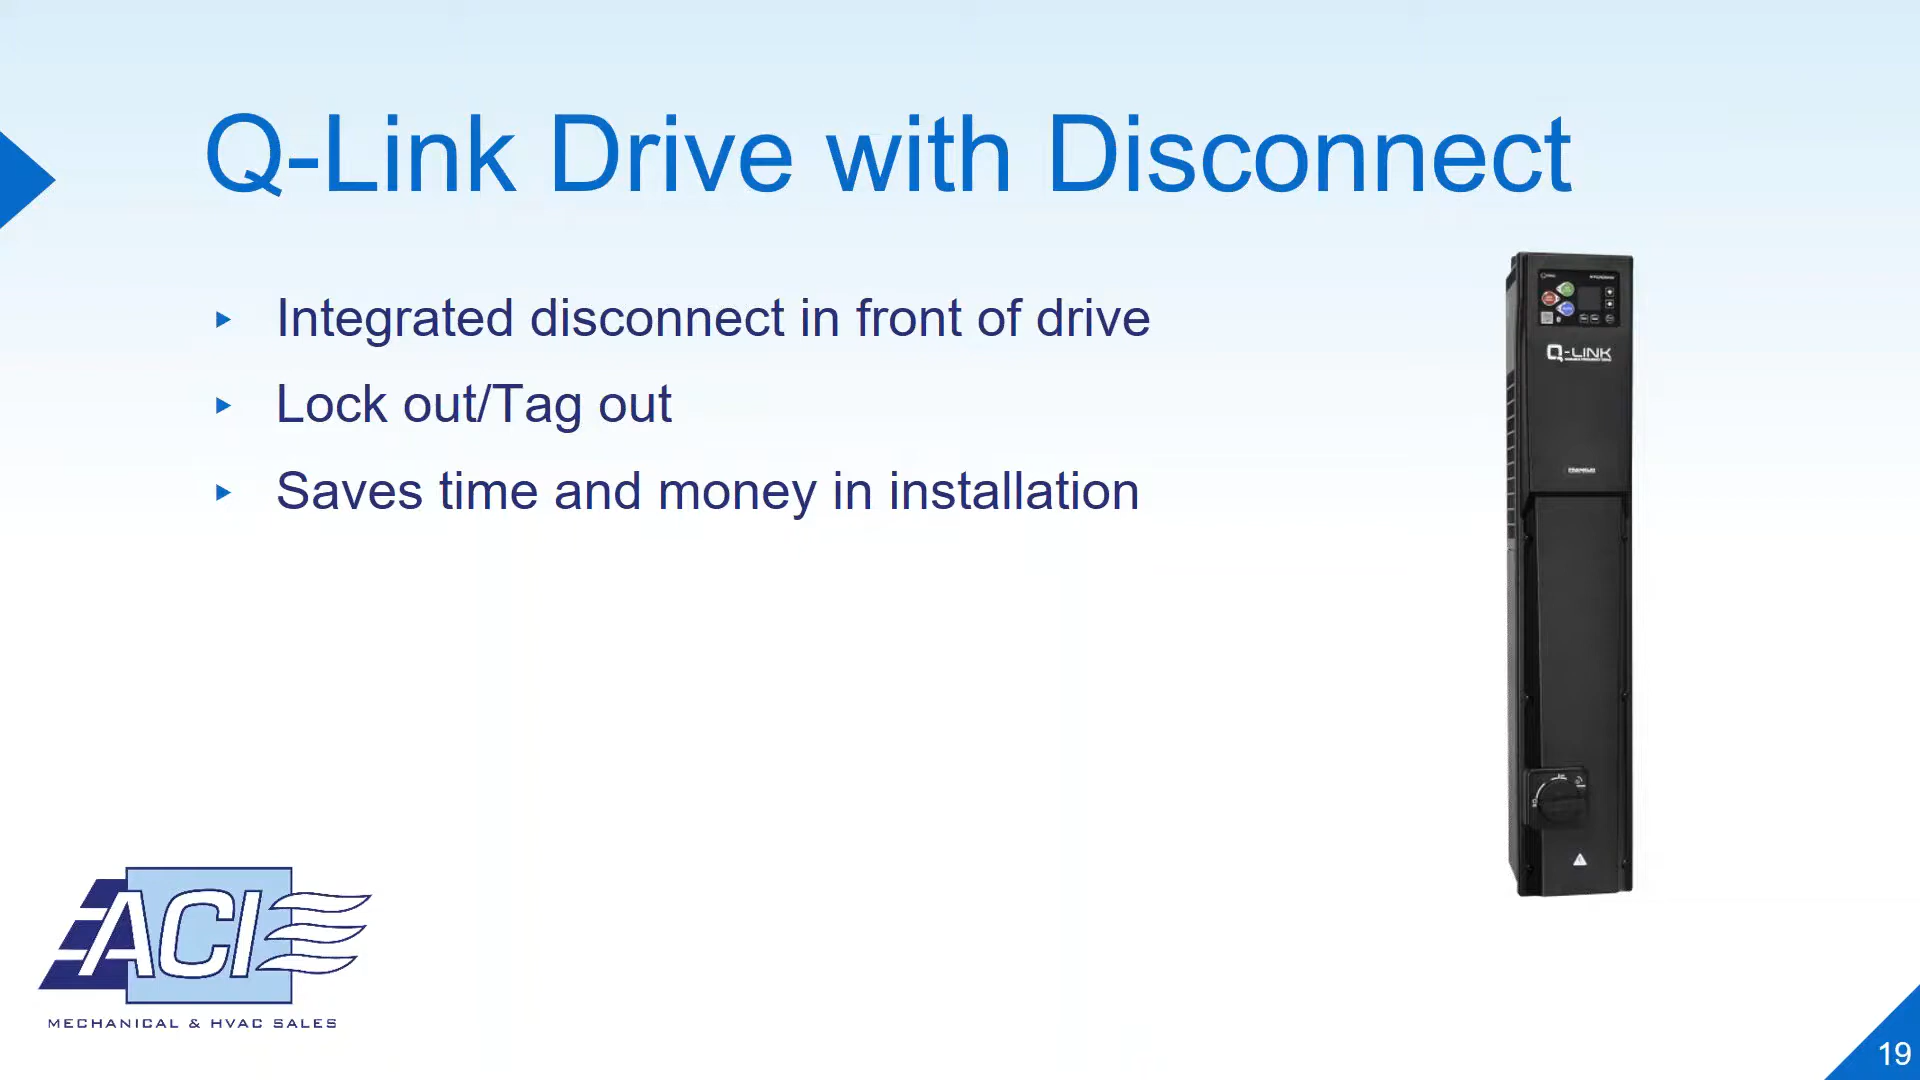 Q-Link Drive with Disconnect
Integrated disconnect in front of drive
Lock out/Tag out
Saves time and money in installation
Q-LINK
FRANKLIN
ACI
MECHANICAL & HVAC SALES
19